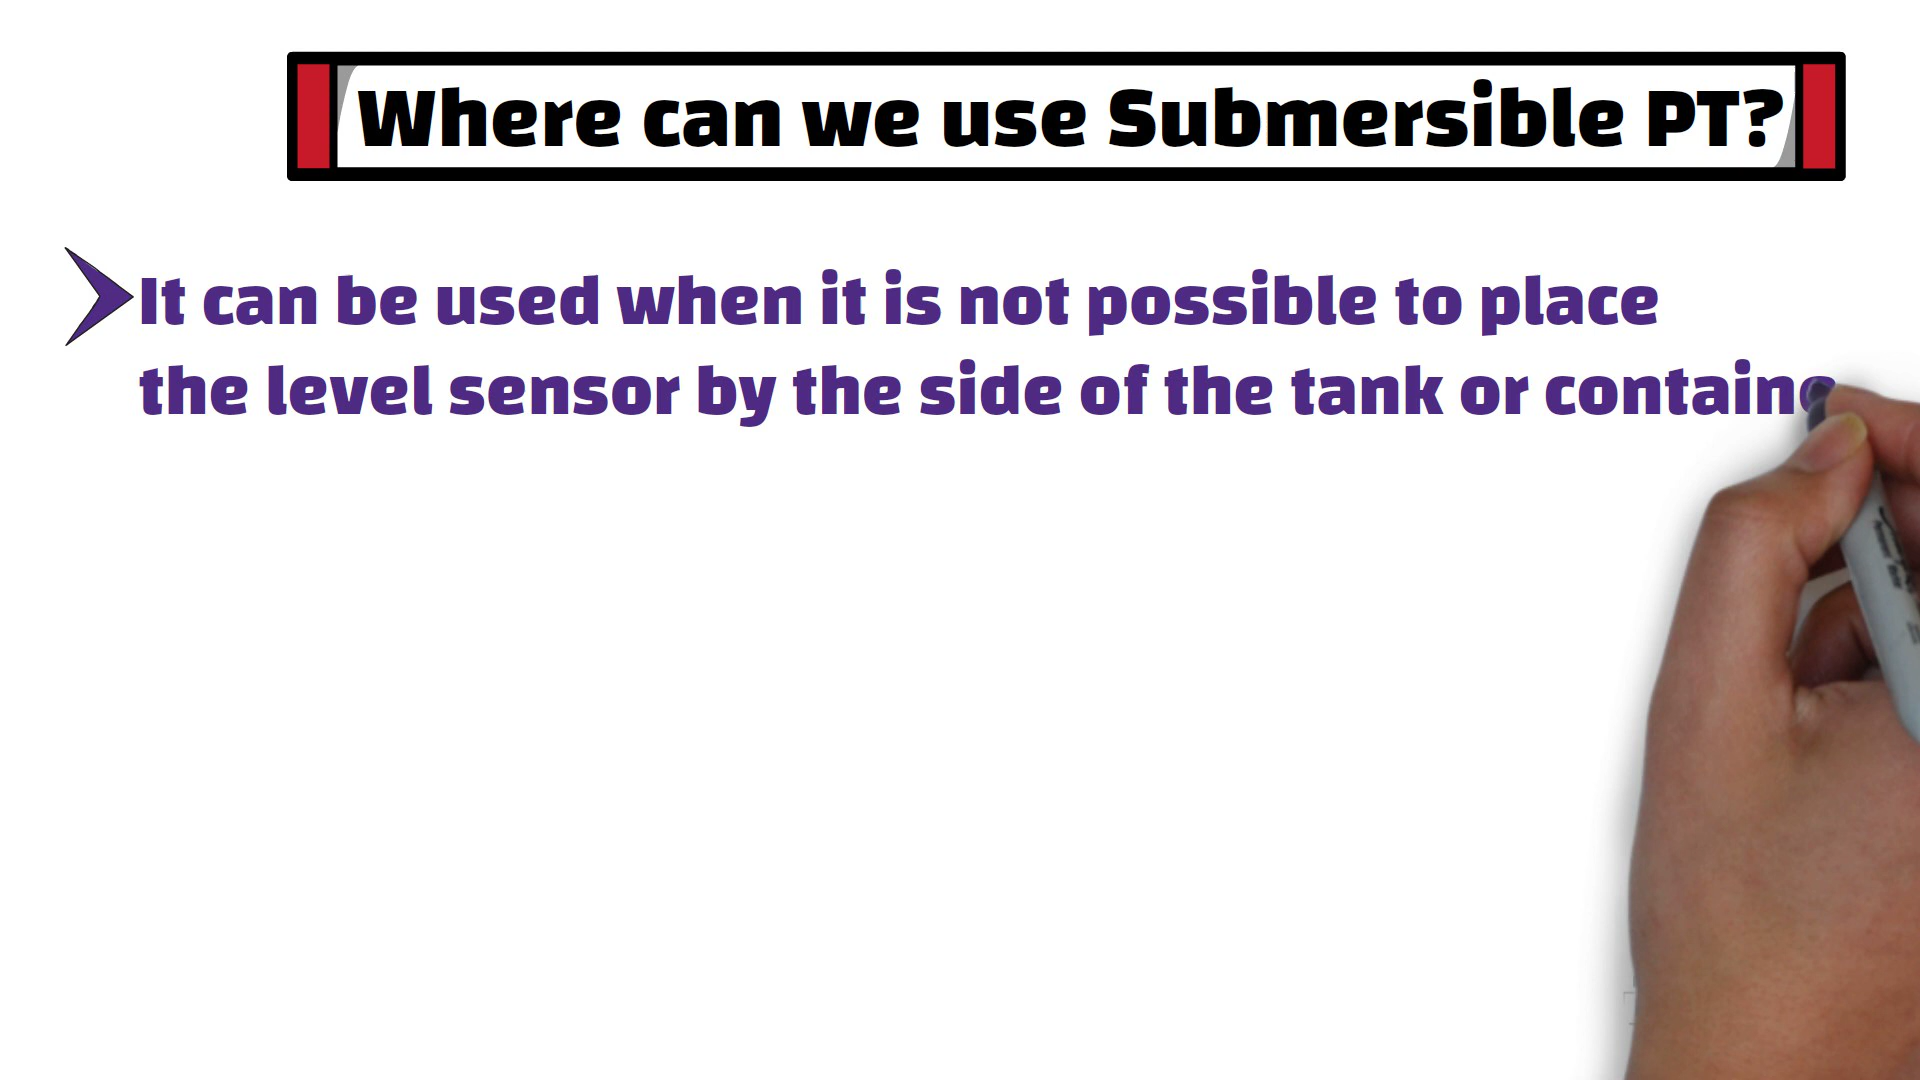 Where can we use Submersible PT?
It can be used when it is not possible to place
the level sensor by the side of the tank or